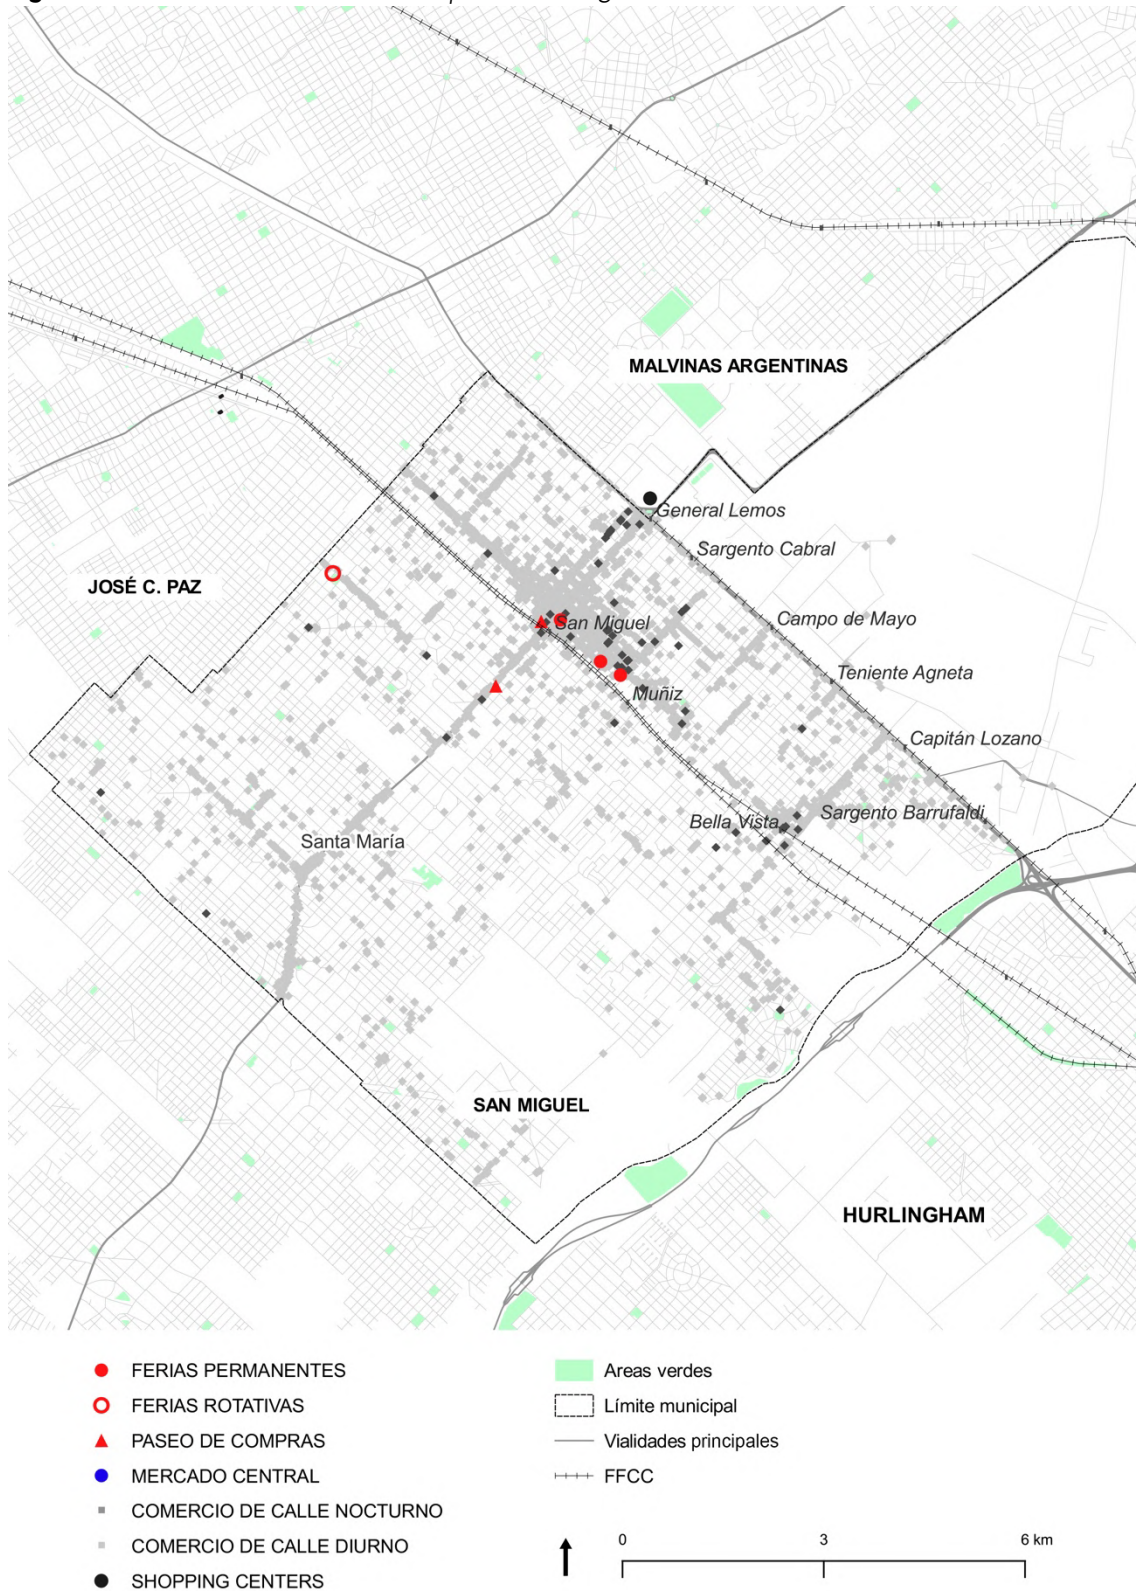 MALVINAS ARGENTINAS
General Lemos
Sargento Cabral
JOSÉ C. PAZ
Campo de Mayo
San Miguel
Teniente Agneta
Muñiz
Capitán Lozano
Bella Vista
Sargento Barrufaldi
Santa María
SAN MIGUEL
HURLINGHAM
FERIAS PERMANENTES
FERIAS ROTATIVAS
PASEO DE COMPRAS
MERCADO CENTRAL
COMERCIO DE CALLE NOCTURNO
COMERCIO DE CALLE DIURNO
SHOPPING CENTERS
Areas verdes
Límite municipal
Vialidades principales
FFCC
0 3 6 km